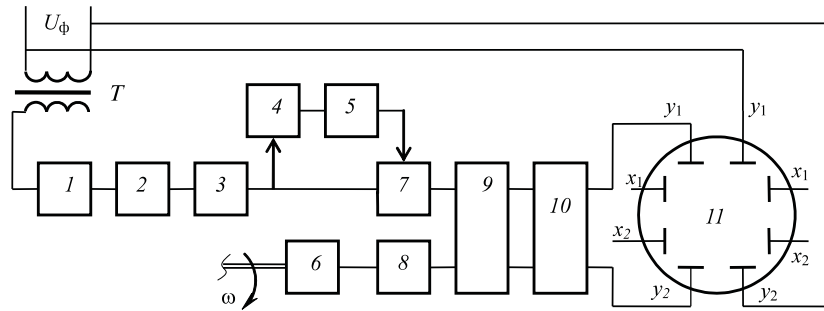 Uф
T
4
5
y₁
y₁
1
2
3
7
9
10
x₁
x₁
11
x₂
x₂
6
8
ω
y₂
y₂